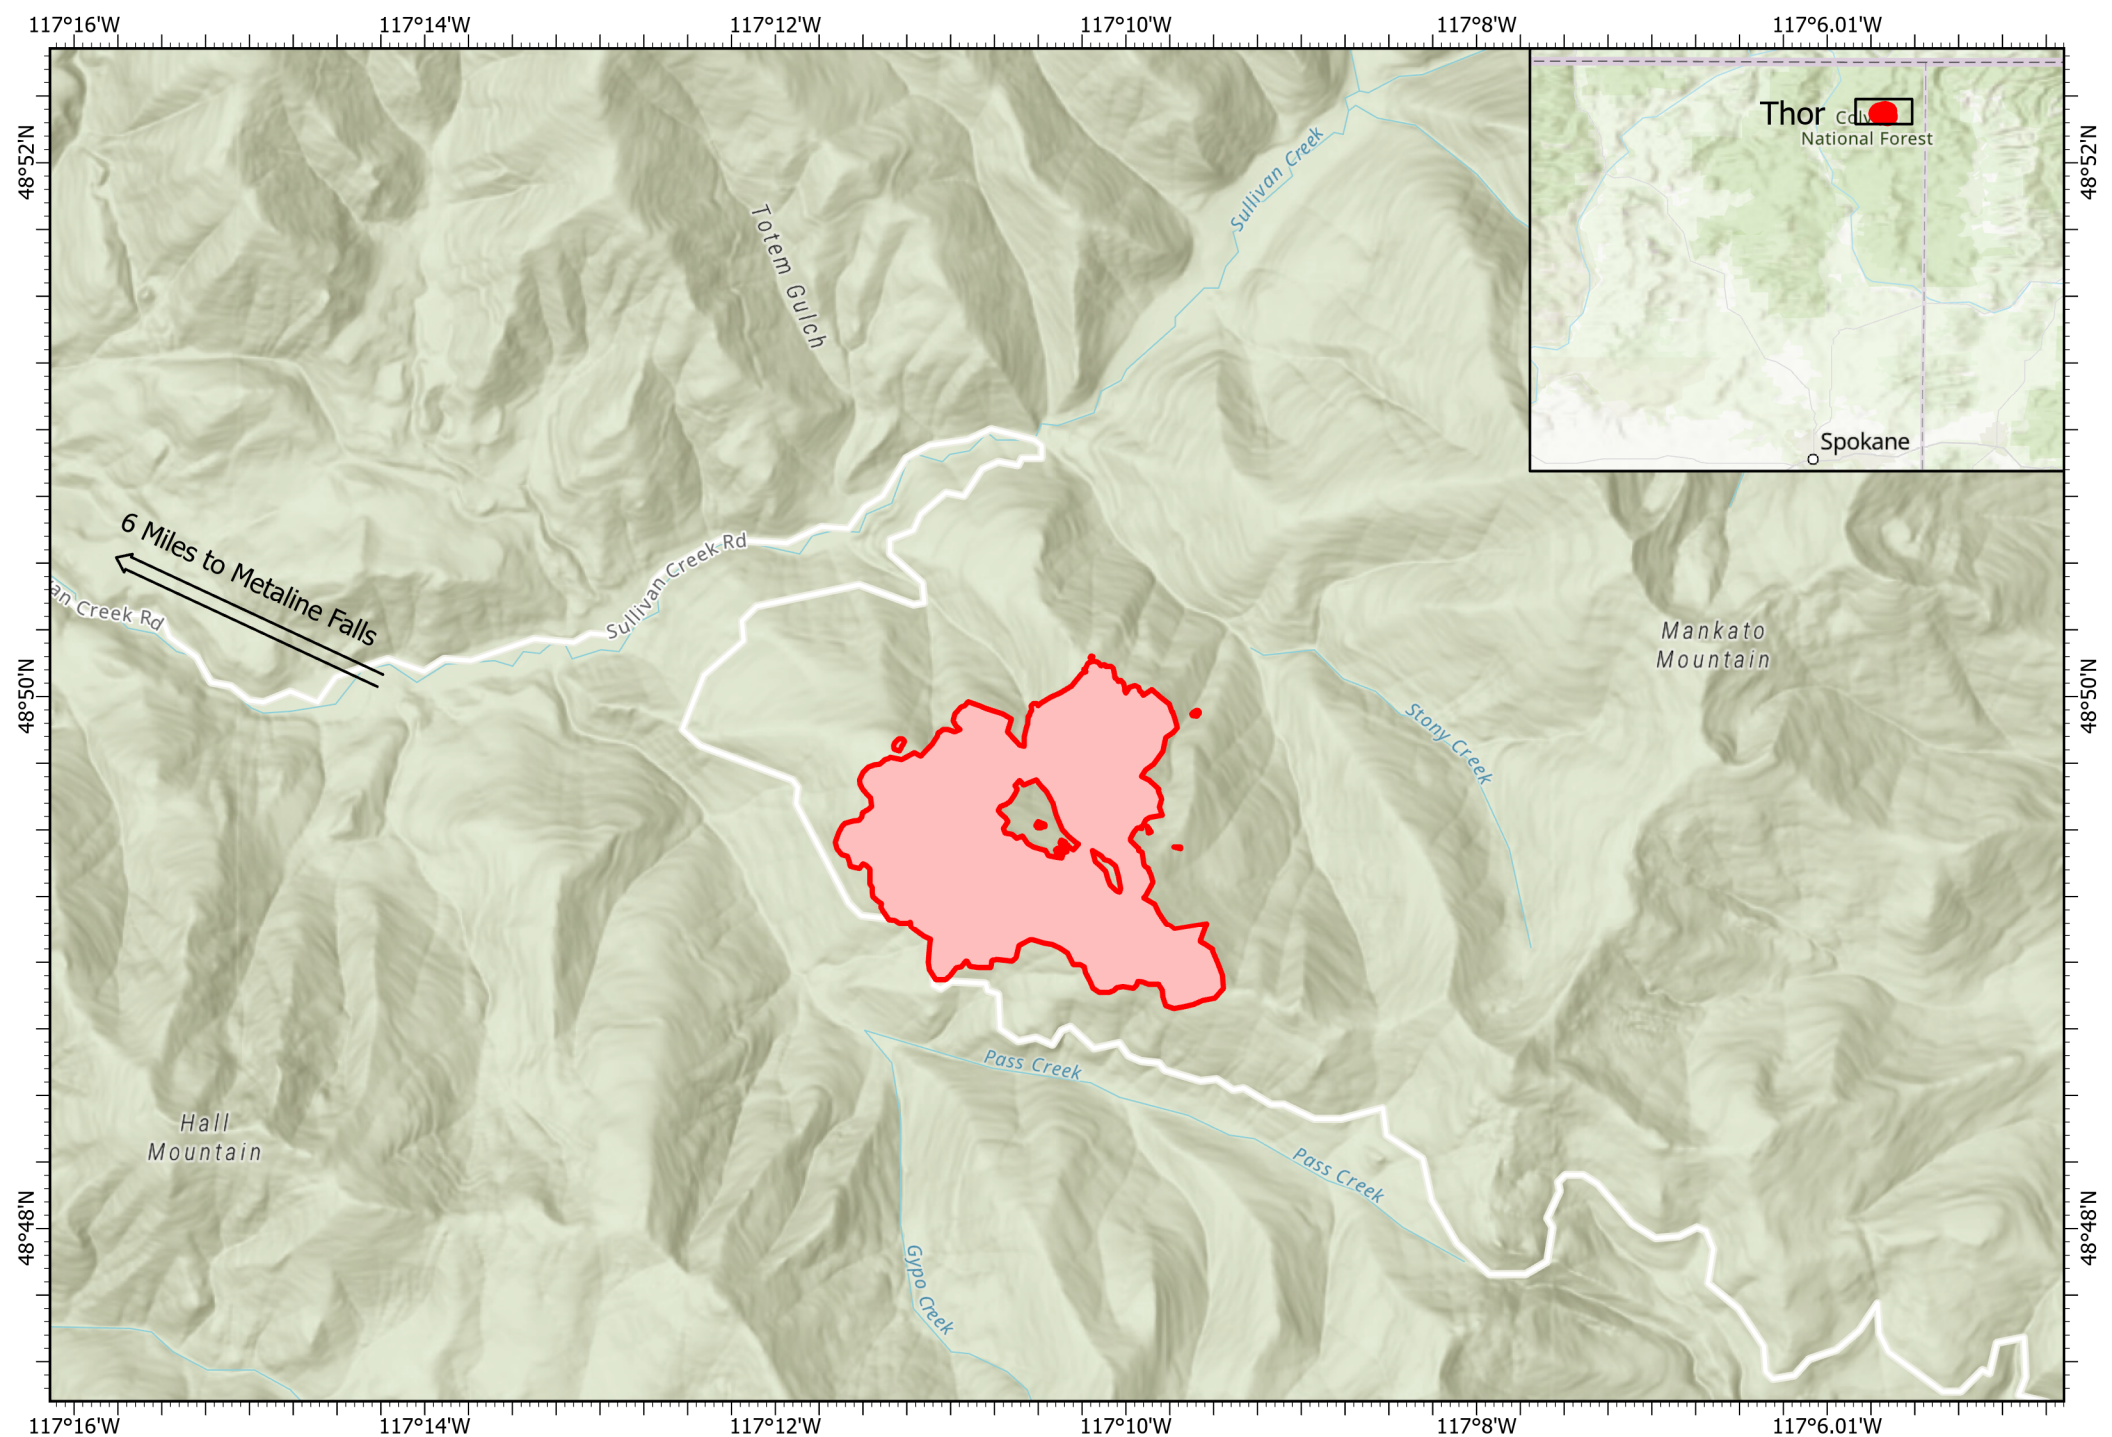 117°16'W
117°14'W
117°12'W
117°10'W
117°8'W
117°6.01'W
48°52'N
48°52'N
Thor
National Forest
Sullivan Creek
Totem Gulch
Spokane
6 Miles to Metaline Falls
Sullivan Creek Rd
an Creek Rd
Mankato
Mountain
48°50'N
48°50'N
Stony Creek
Pass Creek
Hall
Mountain
Pass Creek
48°48'N
48°48'N
Gypo Creek
117°16'W
117°14'W
117°12'W
117°10'W
117°8'W
117°6.01'W